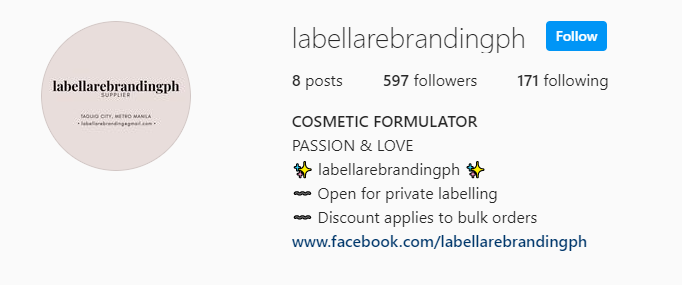 labellarebrandingph
SUPPLIER
TAGUIG CITY, METRO MANILA
• labellarebranding@gmail.com •
labellarebrandingph
Follow
8 posts 597 followers 171 following
COSMETIC FORMULATOR
PASSION & LOVE
✨ labellarebrandingph ✨
〰️ Open for private labelling
〰️ Discount applies to bulk orders
www.facebook.com/labellarebrandingph